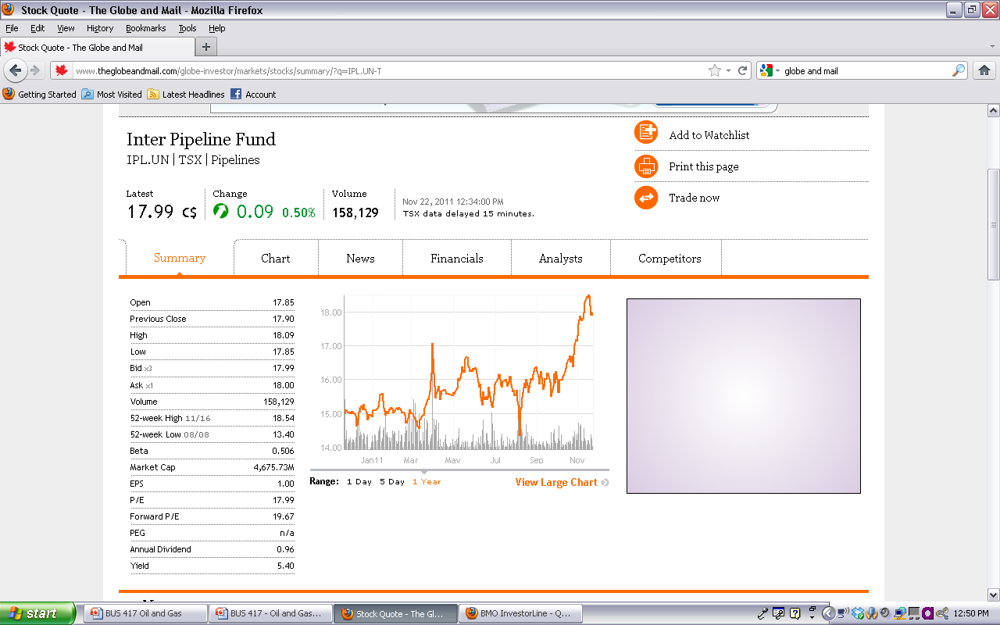 Stock Quote - The Globe and Mail - Mozilla Firefox
File Edit View History Bookmarks Tools Help
Stock Quote - The Globe and Mail
www.theglobeandmail.com/globe-investor/markets/stocks/summary/?q=IPL.UN-T
globe and mail
Getting Started Most Visited Latest Headlines Account
Inter Pipeline Fund
IPL.UN | TSX | Pipelines
Add to Watchlist
Print this page
Trade now
Latest Change Volume
17.99 C$ 0.09 0.50% 158,129
Nov 22, 2011 12:34:00 PM
TSX data delayed 15 minutes.
Summary Chart News Financials Analysts Competitors
Open 17.85
Previous Close 17.90
High 18.09
Low 17.85
Bid x3 17.99
Ask x1 18.00
Volume 158,129
52-week High 11/16 18.54
52-week Low 08/08 13.40
Beta 0.506
Market Cap 4,675.73M
EPS 1.00
P/E 17.99
Forward P/E 19.67
PEG n/a
Annual Dividend 0.96
Yield 5.40
18.00
17.00
16.00
15.00
14.00
Jan11 Mar May Jul Sep Nov
Range: 1 Day 5 Day 1 Year View Large Chart
start
BUS 417 Oil and Gas
BUS 417 - Oil and Gas...
Stock Quote - The Gl...
BMO InvestorLine - Q...
12:50 PM